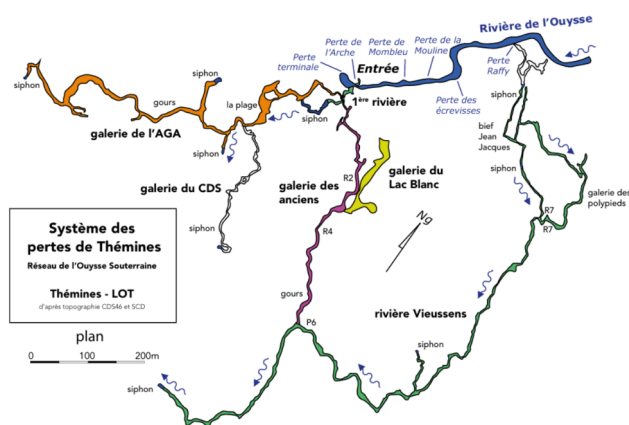 Rivière de l'Ouysse
Perte de
l'Arche
Perte de
Mombleu
Perte de la
Mouline
Perte
terminale
Entrée
Perte
Raffy
Perte des
écrevisses
siphon
siphon
gours
la plage
1ère rivière
siphon
siphon
galerie de l'AGA
siphon
bief
Jean
Jacques
siphon
galerie du CDS
galerie des
anciens
R2
galerie du
Lac Blanc
galerie des
polypieds
R7
R7
siphon
R4
Ng
Système des
pertes de Thémines
Réseau de l'Ouysse Souterraine
Thémines - LOT
d'après topographie CDS46 et SCD
gours
rivière Vieussens
P6
plan
0 100 200m
siphon
siphon